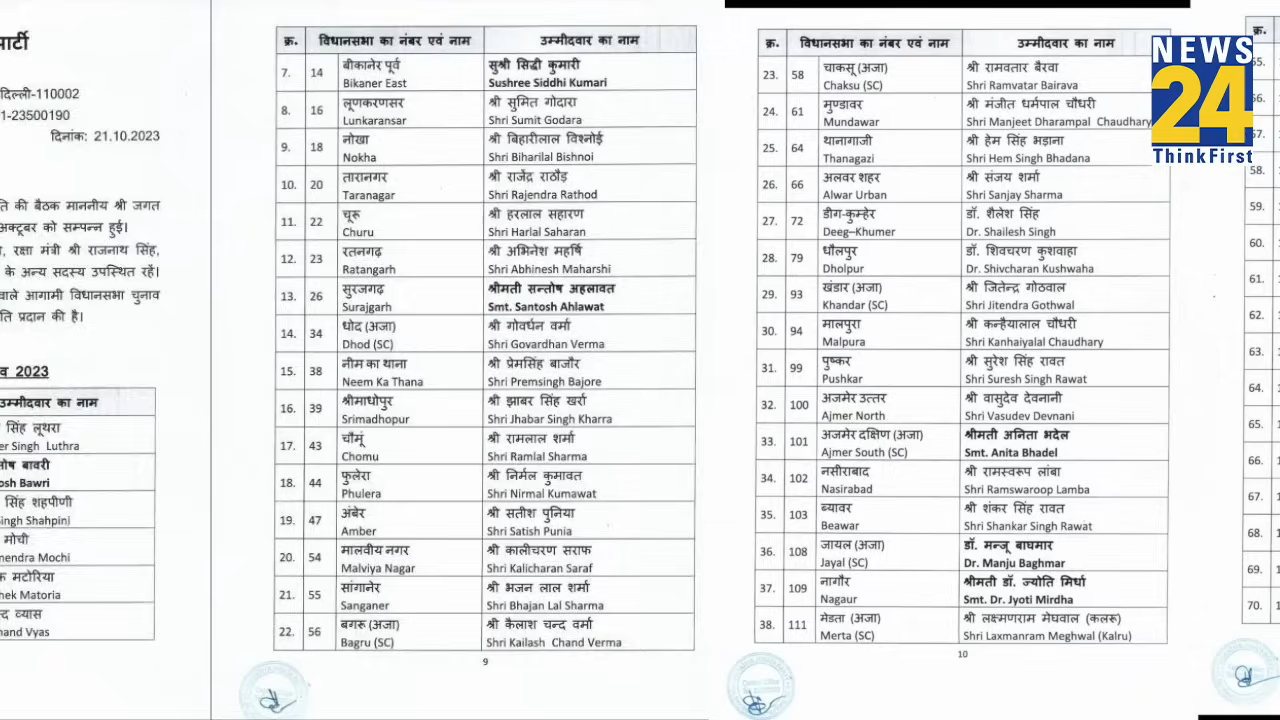 पार्टी
दिल्ली-110002
1-23500190
दिनांक: 21.10.2023
ति की बैठक माननीय श्री जगत
अक्टूबर को सम्पन्न हुई।
, रक्षा मंत्री श्री राजनाथ सिंह,
के अन्य सदस्य उपस्थित रहें।
वाले आगामी विधानसभा चुनाव
ति प्रदान की है।
व 2023
उम्मीदवार का नाम
सिंह लूथरा
er Singh Luthra
तोष बावरी
osh Bawri
सिंह शहपीणी
ingh Shahpini
मोची
mendra Mochi
क मटोरिया
hek Matoria
न्द व्यास
hand Vyas
क्र. विधानसभा का नंबर एवं नाम उम्मीदवार का नाम
7. 14 बीकानेर पूर्व सुश्री सिद्धी कुमारी
Bikaner East Sushree Siddhi Kumari
8. 16 लूणकरणसर श्री सुमित गोदारा
Lunkaransar Shri Sumit Godara
9. 18 नोखा श्री बिहारीलाल विश्नोई
Nokha Shri Biharilal Bishnoi
10. 20 तारानगर श्री राजेंद्र राठौड़
Taranagar Shri Rajendra Rathod
11. 22 चूरू श्री हरलाल सहारण
Churu Shri Harlal Saharan
12. 23 रतनगढ़ श्री अभिनेश महर्षि
Ratangarh Shri Abhinesh Maharshi
13. 26 सुरजगढ़ श्रीमती सन्तोष अहलावत
Surajgarh Smt. Santosh Ahlawat
14. 34 धोद (अजा) श्री गोवर्धन वर्मा
Dhod (SC) Shri Govardhan Verma
15. 38 नीम का थाना श्री प्रेमसिंह बाजौर
Neem Ka Thana Shri Premsingh Bajore
16. 39 श्रीमाधोपुर श्री झाबर सिंह खर्रा
Srimadhopur Shri Jhabar Singh Kharra
17. 43 चौमूं श्री रामलाल शर्मा
Chomu Shri Ramlal Sharma
18. 44 फुलेरा श्री निर्मल कुमावत
Phulera Shri Nirmal Kumawat
19. 47 अंबेर श्री सतीश पुनिया
Amber Shri Satish Punia
20. 54 मालवीय नगर श्री कालीचरण सराफ
Malviya Nagar Shri Kalicharan Saraf
21. 55 सांगानेर श्री भजन लाल शर्मा
Sanganer Shri Bhajan Lal Sharma
22. 56 बगरू (अजा) श्री कैलाश चन्द वर्मा
Bagru (SC) Shri Kailash Chand Verma
9
क्र. विधानसभा का नंबर एवं नाम उम्मीदवार का नाम
23. 58 चाकसू (अजा) श्री रामवतार बैरवा
Chaksu (SC) Shri Ramvatar Bairava
24. 61 मुण्डावर श्री मंजीत धर्मपाल चौधरी
Mundawar Shri Manjeet Dharampal Chaudhary
25. 64 थानागाजी श्री हेम सिंह भड़ाना
Thanagazi Shri Hem Singh Bhadana
26. 66 अलवर शहर श्री संजय शर्मा
Alwar Urban Shri Sanjay Sharma
27. 72 डीग-कुम्हेर डॉ. शैलेश सिंह
Deeg–Khumer Dr. Shailesh Singh
28. 79 धौलपुर डॉ. शिवचरण कुशवाहा
Dholpur Dr. Shivcharan Kushwaha
29. 93 खंडार (अजा) श्री जितेन्द्र गोठवाल
Khandar (SC) Shri Jitendra Gothwal
30. 94 मालपुरा श्री कन्हैयालाल चौधरी
Malpura Shri Kanhaiyalal Chaudhary
31. 99 पुष्कर श्री सुरेश सिंह रावत
Pushkar Shri Suresh Singh Rawat
32. 100 अजमेर उत्तर श्री वासुदेव देवनानी
Ajmer North Shri Vasudev Devnani
33. 101 अजमेर दक्षिण (अजा) श्रीमती अनिता भदेल
Ajmer South (SC) Smt. Anita Bhadel
34. 102 नसीराबाद श्री रामस्वरूप लांबा
Nasirabad Shri Ramswaroop Lamba
35. 103 ब्यावर श्री शंकर सिंह रावत
Beawar Shri Shankar Singh Rawat
36. 108 जायल (अजा) डॉ. मन्जू बाघमार
Jayal (SC) Dr. Manju Baghmar
37. 109 नागौर श्रीमती डॉ. ज्योति मिर्धा
Nagaur Smt. Dr. Jyoti Mirdha
38. 111 मेडता (अजा) श्री लक्ष्मणराम मेघवाल (कलरू)
Merta (SC) Shri Laxmanram Meghwal (Kalru)
10
NEWS
24
ThinkFirst
क्र.
55.
56.
57.
58.
59.
60.
61.
62.
63.
64.
65.
66.
67.
68.
69.
70.